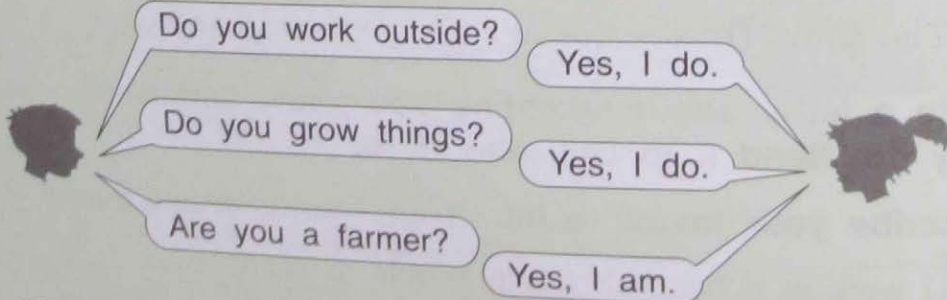 Do you work outside?
Yes, I do.
Do you grow things?
Yes, I do.
Are you a farmer?
Yes, I am.